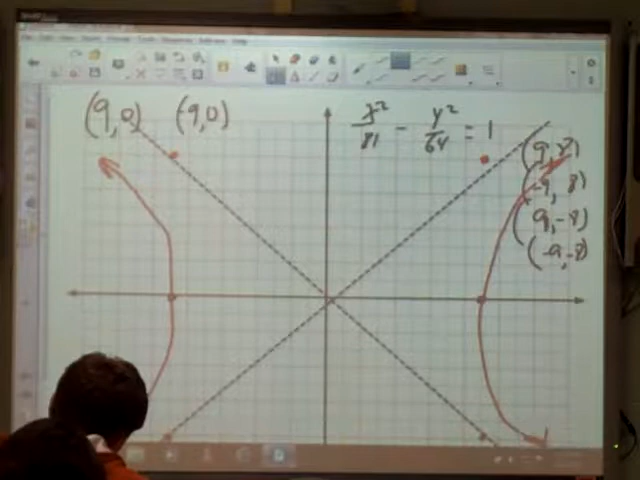 (9,0) (9,0) x²/81 - y²/64 = 1
(9,8)
(-9, 8)
(9,-8)
(-9,-8)